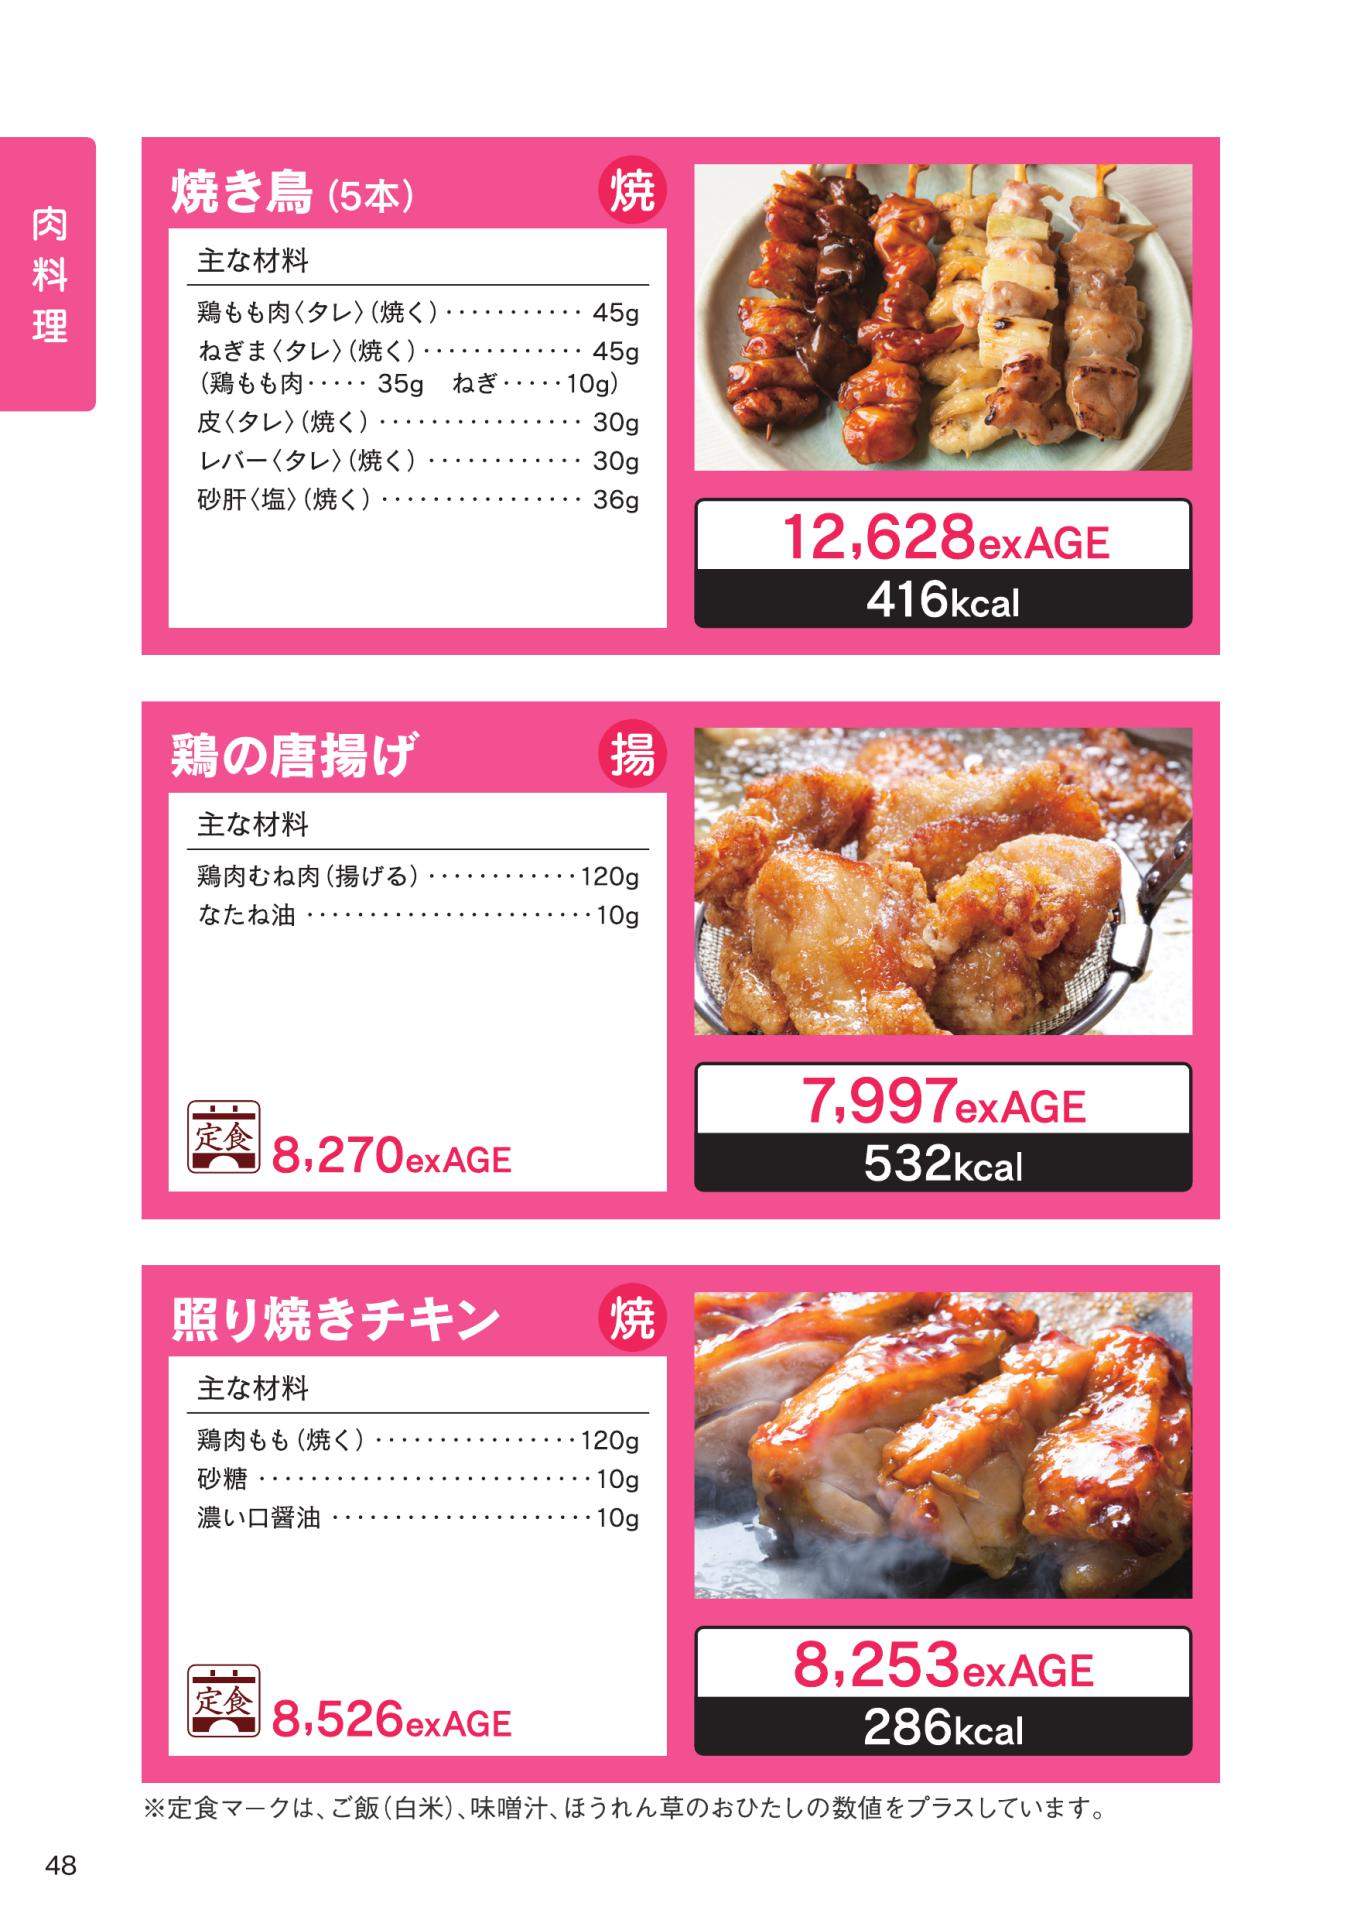 肉料理
焼き鳥（5本）
焼
主な材料
鶏もも肉〈タレ〉（焼く）・・・・・・・・・・・ 45g
ねぎま〈タレ〉（焼く）・・・・・・・・・・・・・ 45g
（鶏もも肉・・・・・ 35g　ねぎ・・・・・10g）
皮〈タレ〉（焼く）・・・・・・・・・・・・・・・・ 30g
レバー〈タレ〉（焼く）・・・・・・・・・・・・ 30g
砂肝〈塩〉（焼く）・・・・・・・・・・・・・・・・ 36g
12,628exAGE
416kcal
鶏の唐揚げ
揚
主な材料
鶏肉むね肉（揚げる）・・・・・・・・・・・・120g
なたね油 ・・・・・・・・・・・・・・・・・・・・・・・10g
定食 8,270exAGE
7,997exAGE
532kcal
照り焼きチキン
焼
主な材料
鶏肉もも（焼く）・・・・・・・・・・・・・・・・120g
砂糖 ・・・・・・・・・・・・・・・・・・・・・・・・・・・10g
濃い口醤油 ・・・・・・・・・・・・・・・・・・・・・10g
定食 8,526exAGE
8,253exAGE
286kcal
※定食マークは、ご飯（白米）、味噌汁、ほうれん草のおひたしの数値をプラスしています。
48